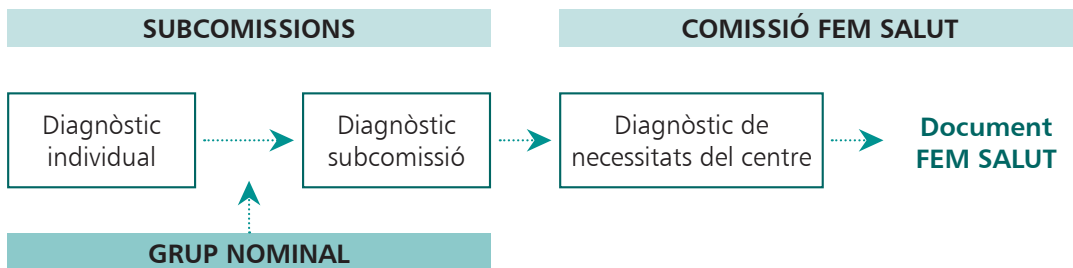 SUBCOMISSIONS
COMISSIÓ FEM SALUT
Diagnòstic
individual
Diagnòstic
subcomissió
Diagnòstic de
necessitats del centre
Document
FEM SALUT
GRUP NOMINAL